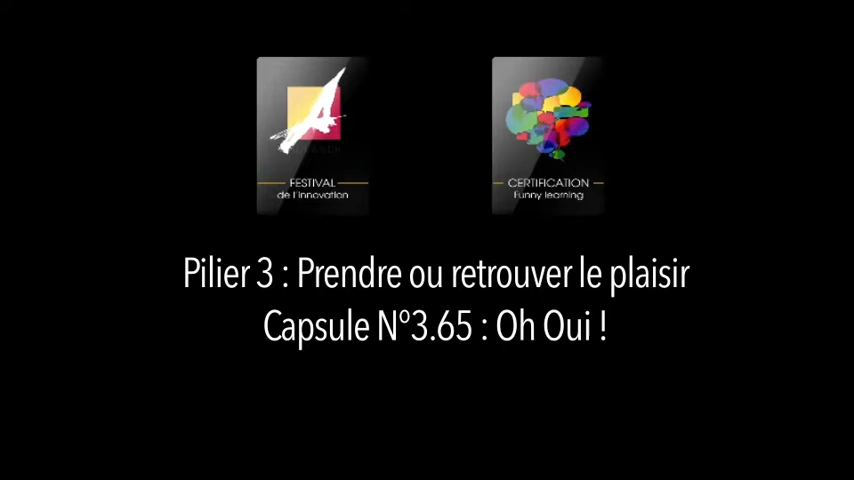 FESTIVAL
de l'Innovation
CERTIFICATION
Funny learning
Pilier 3 : Prendre ou retrouver le plaisir
Capsule N°3.65 : Oh Oui !